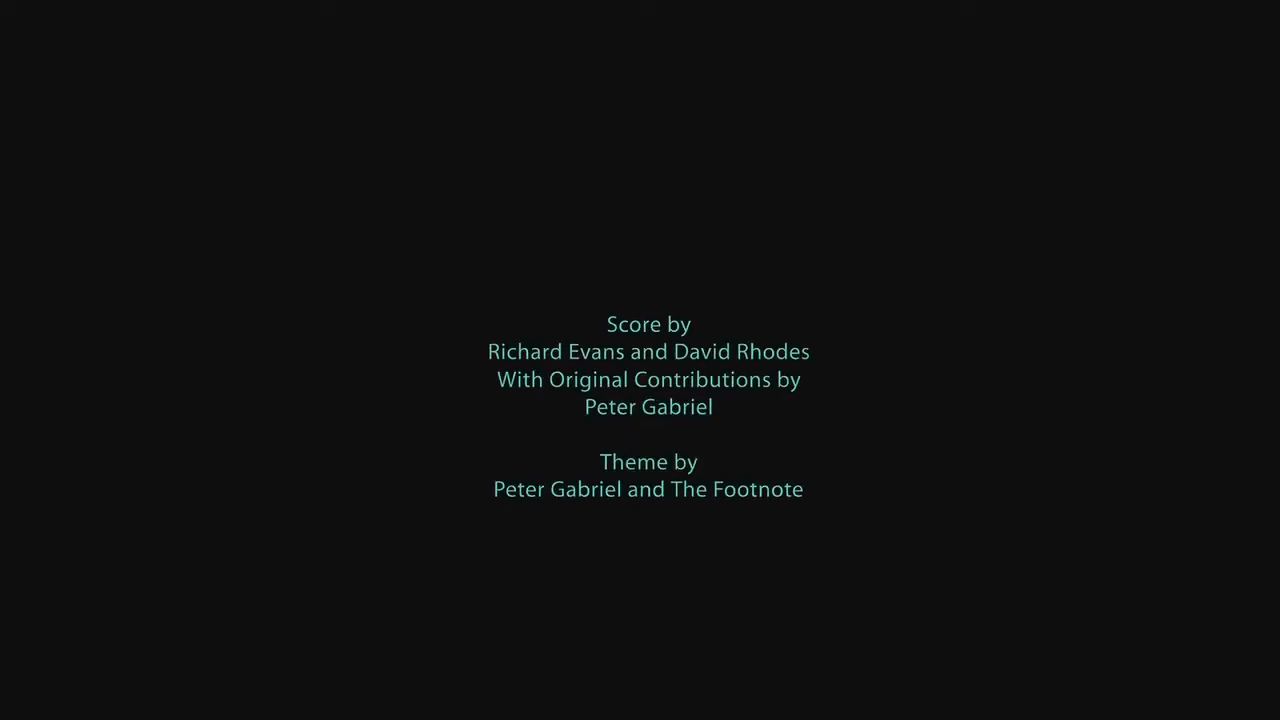 Score by
Richard Evans and David Rhodes
With Original Contributions by
Peter Gabriel
Theme by
Peter Gabriel and The Footnote